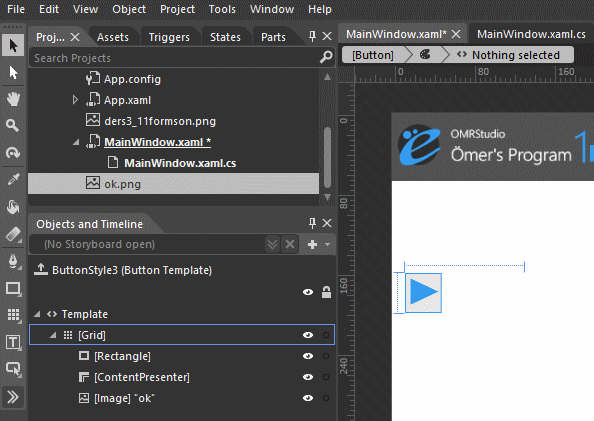 File Edit View Object Project Tools Window Help
Proj... Assets Triggers States Parts
MainWindow.xaml* MainWindow.xaml.cs
Search Projects
[Button] Nothing selected
App.config
App.xaml
ders3_11formson.png
MainWindow.xaml *
MainWindow.xaml.cs
ok.png
0 80 160
0
80
160
240
OMRStudio
Ömer's Program
Objects and Timeline
(No Storyboard open)
ButtonStyle3 (Button Template)
Template
[Grid]
[Rectangle]
[ContentPresenter]
[Image] "ok"